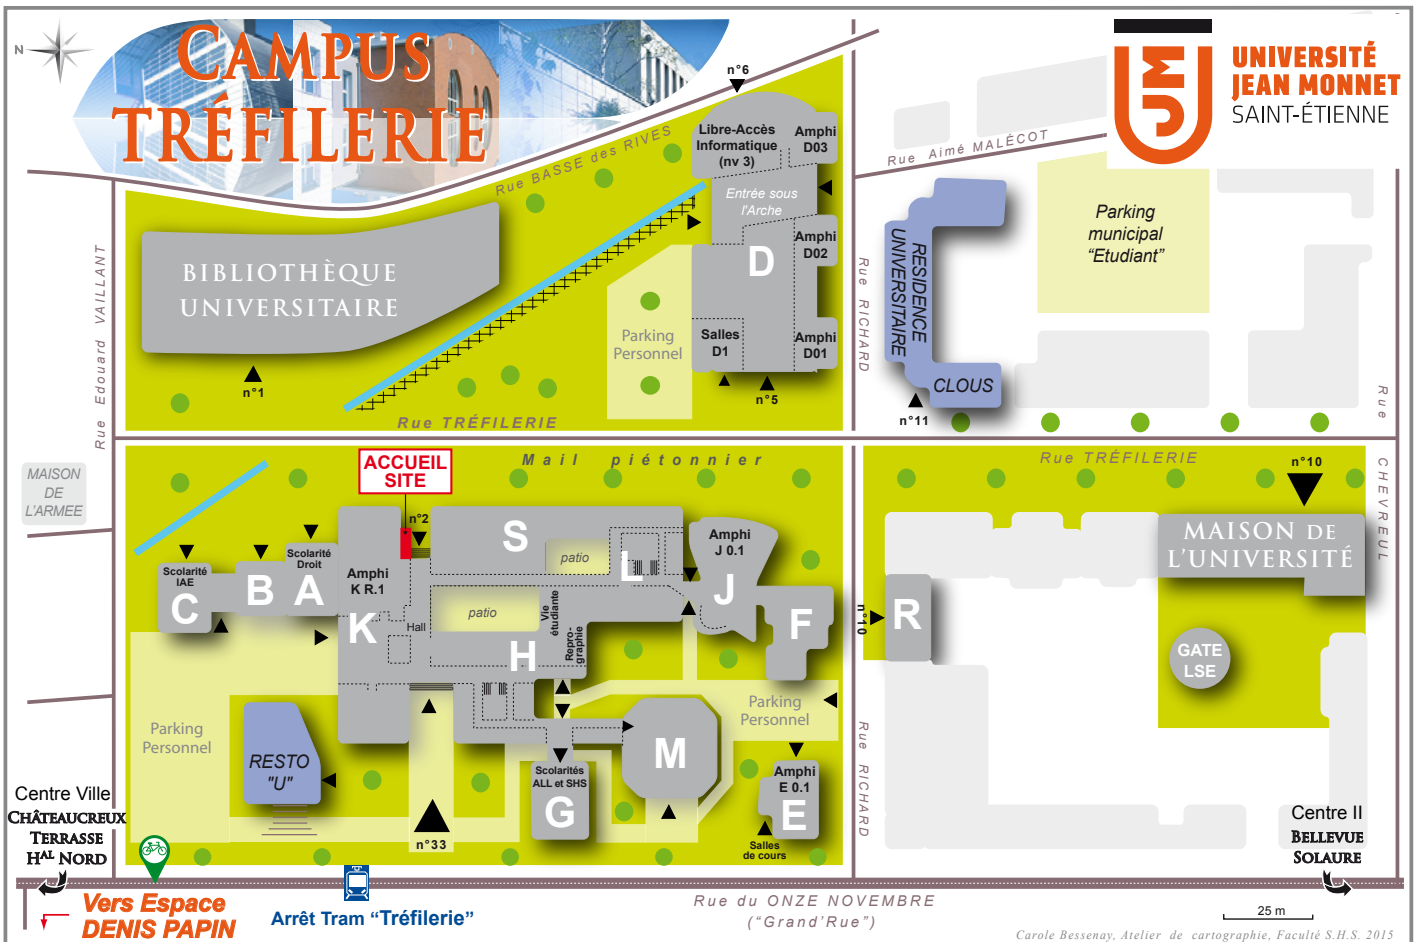 N
CAMPUS
TRÉFILERIE
UJM
UNIVERSITÉ
JEAN MONNET
SAINT-ÉTIENNE
n°6
Rue BASSE des RIVES
Rue Aimé MALÉCOT
Libre-Accès
Informatique
(nv 3)
Amphi
D03
Entrée sous
l'Arche
Amphi
D02
D
Salles
D1
Amphi
D01
n°5
Parking
Personnel
BIBLIOTHÈQUE
UNIVERSITAIRE
n°1
Rue Edouard VAILLANT
Rue RICHARD
RESIDENCE
UNIVERSITAIRE
CLOUS
n°11
Parking
municipal
"Etudiant"
Rue
CHEVREUL
Rue TRÉFILERIE
Mail piétonnier
Rue TRÉFILERIE
n°10
MAISON
DE
L'ARMEE
ACCUEIL
SITE
n°2
Scolarité
IAE
C
B
Scolarité
Droit
A
Amphi
K R.1
K
Hall
S
patio
patio
L
Vie
étudiante
Repro-
graphie
H
Amphi
J 0.1
J
F
n°10
R
MAISON DE
L'UNIVERSITÉ
GATE
LSE
Parking
Personnel
RESTO
"U"
n°33
Scolarités
ALL et SHS
G
M
Parking
Personnel
Amphi
E 0.1
E
Salles
de cours
Rue RICHARD
Centre Ville
CHÂTEAUCREUX
TERRASSE
HAL NORD
Centre II
BELLEVUE
SOLAURE
Vers Espace
DENIS PAPIN
Arrêt Tram “Tréfilerie”
Rue du ONZE NOVEMBRE
(“Grand'Rue”)
25 m
Carole Bessenay, Atelier de cartographie, Faculté S.H.S. 2015